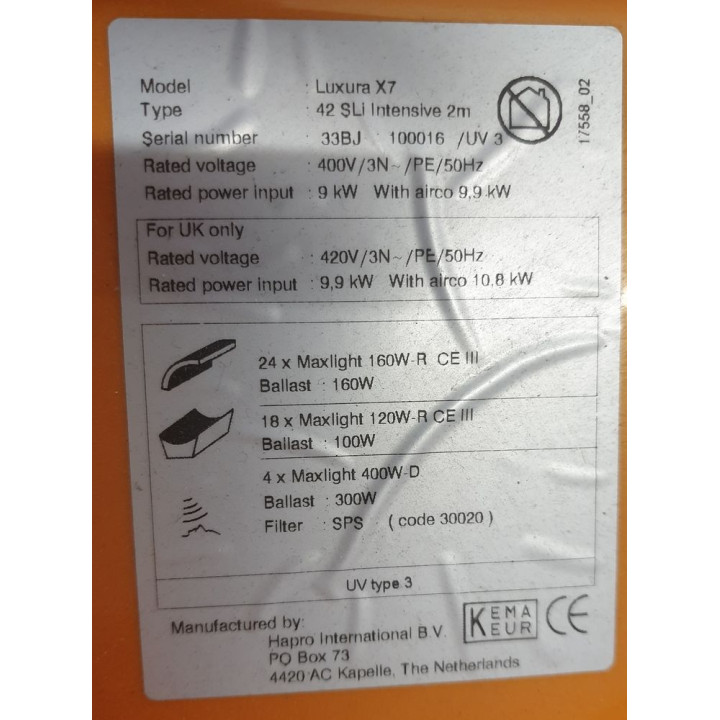 Model : Luxura X7
Type : 42 SLi Intensive 2m
Serial number : 33BJ 100016 /UV 3
Rated voltage : 400V/3N~/PE/50Hz
Rated power input : 9 kW With airco 9,9 kW
17558_02
For UK only
Rated voltage : 420V/3N~/PE/50Hz
Rated power input : 9,9 kW With airco 10,8 kW
24 x Maxlight 160W-R CE III
Ballast : 160W
18 x Maxlight 120W-R CE III
Ballast : 100W
4 x Maxlight 400W-D
Ballast : 300W
Filter : SPS ( code 30020 )
UV type 3
Manufactured by:
Hapro International B.V.
PO Box 73
4420 AC Kapelle, The Netherlands
KEMA
EUR
CE